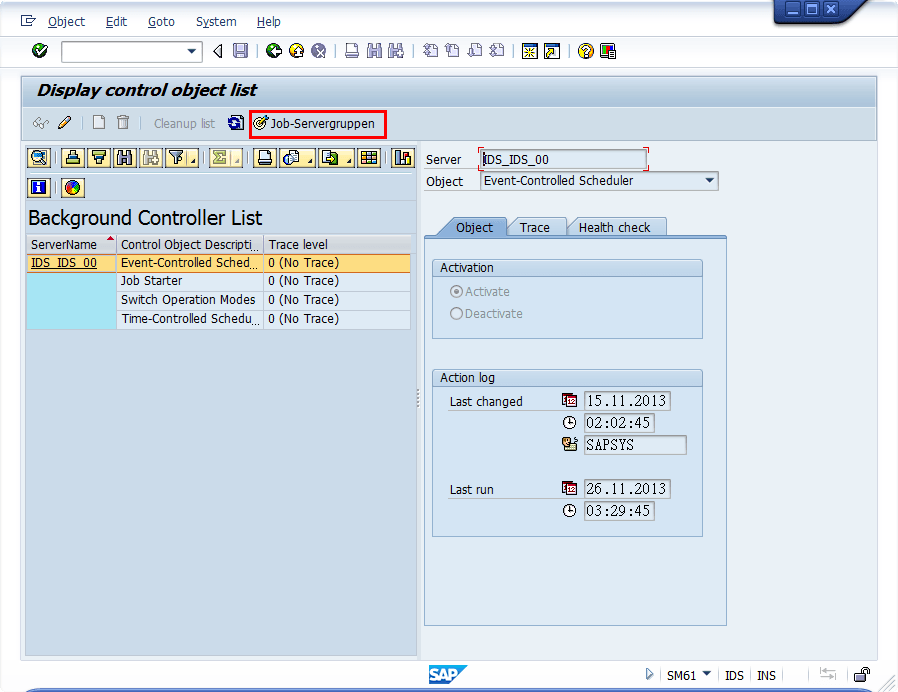 Object Edit Goto System Help
Display control object list
Cleanup list Job-Servergruppen
Server IDS_IDS_00
Object Event-Controlled Scheduler
Background Controller List
ServerName Control Object Descripti... Trace level
IDS_IDS_00 Event-Controlled Sched... 0 (No Trace)
Job Starter 0 (No Trace)
Switch Operation Modes 0 (No Trace)
Time-Controlled Schedu... 0 (No Trace)
Object Trace Health check
Activation
Activate
Deactivate
Action log
Last changed 15.11.2013
02:02:45
SAPSYS
Last run 26.11.2013
03:29:45
SAP SM61 IDS INS